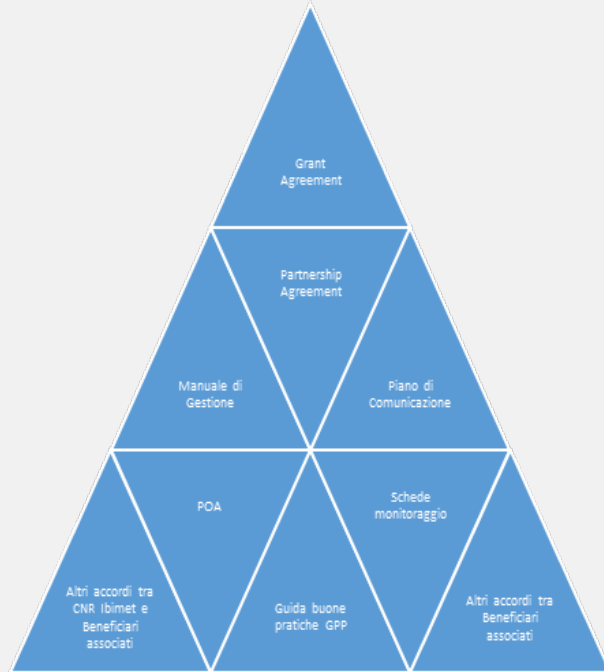 Grant
Agreement
Partnership
Agreement
Manuale di
Gestione
Piano di
Comunicazione
POA
Schede
monitoraggio
Altri accordi tra
CNR Ibimet e
Beneficiari
associati
Guida buone
pratiche GPP
Altri accordi tra
Beneficiari
associati